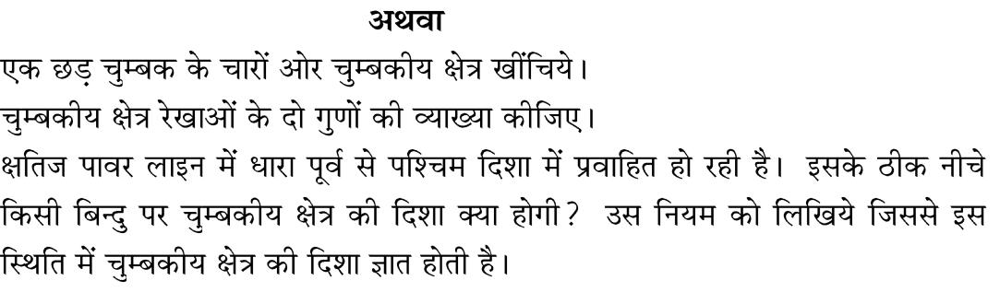 अथवा
एक छड़ चुम्बक के चारों ओर चुम्बकीय क्षेत्र खींचिये।
चुम्बकीय क्षेत्र रेखाओं के दो गुणों की व्याख्या कीजिए।
क्षतिज पावर लाइन में धारा पूर्व से पश्चिम दिशा में प्रवाहित हो रही है। इसके ठीक नीचे
किसी बिन्दु पर चुम्बकीय क्षेत्र की दिशा क्या होगी? उस नियम को लिखिये जिससे इस
स्थिति में चुम्बकीय क्षेत्र की दिशा ज्ञात होती है।